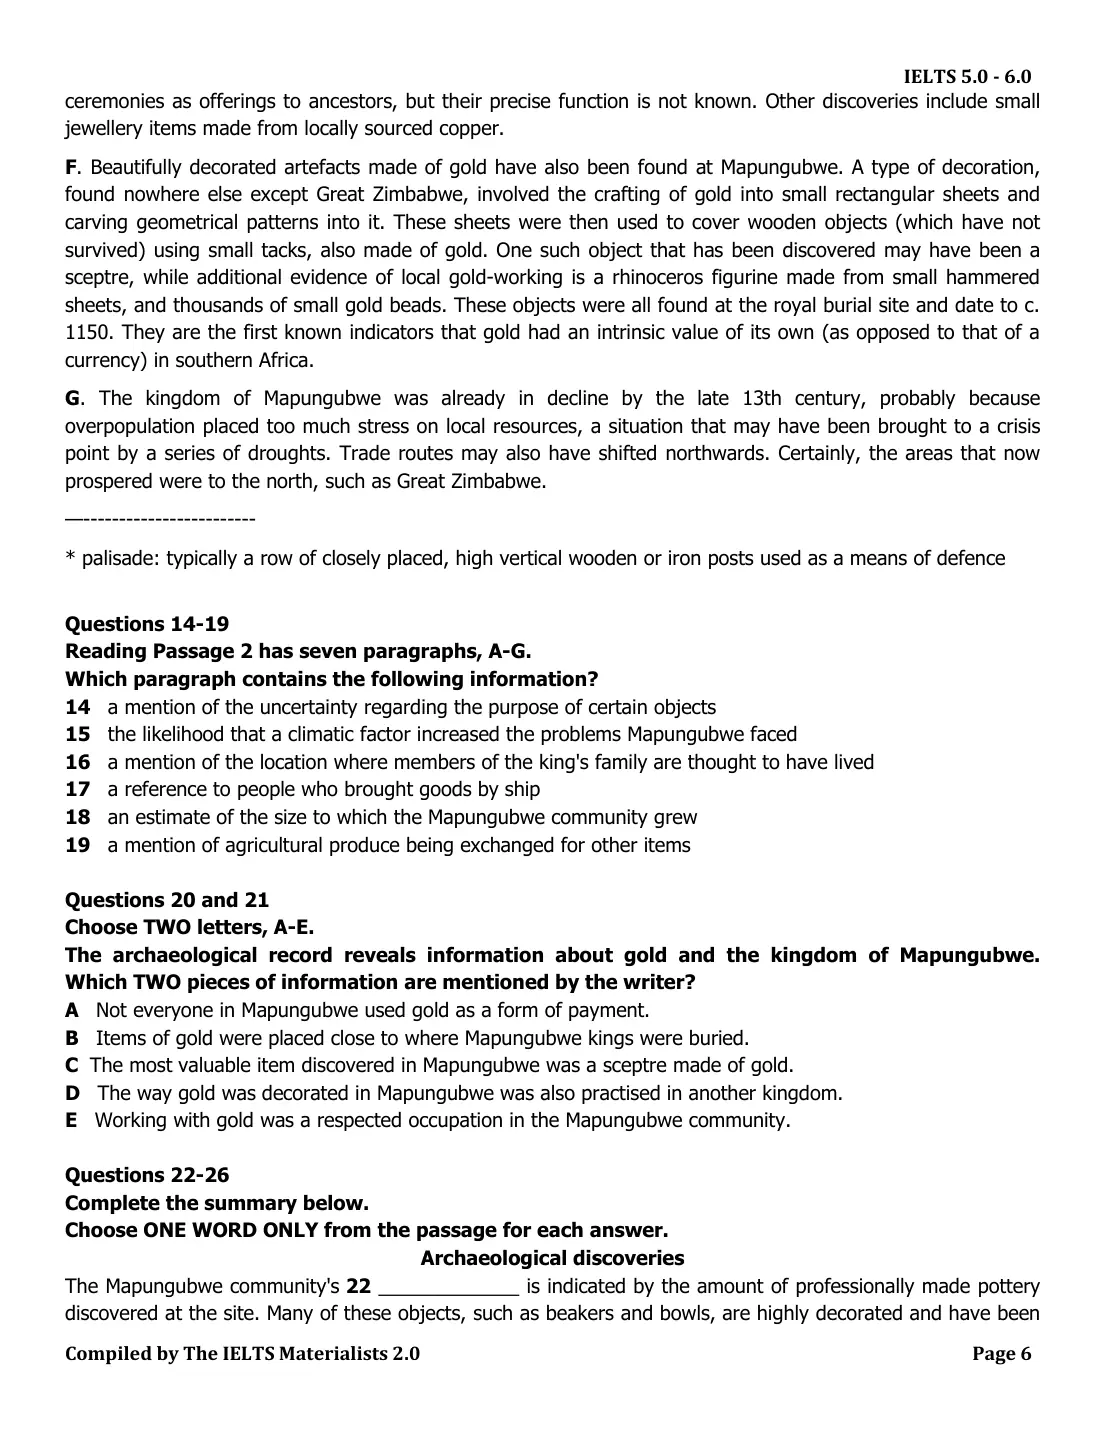 IELTS 5.0 - 6.0
ceremonies as offerings to ancestors, but their precise function is not known. Other discoveries include small
jewellery items made from locally sourced copper.
F. Beautifully decorated artefacts made of gold have also been found at Mapungubwe. A type of decoration,
found nowhere else except Great Zimbabwe, involved the crafting of gold into small rectangular sheets and
carving geometrical patterns into it. These sheets were then used to cover wooden objects (which have not
survived) using small tacks, also made of gold. One such object that has been discovered may have been a
sceptre, while additional evidence of local gold-working is a rhinoceros figurine made from small hammered
sheets, and thousands of small gold beads. These objects were all found at the royal burial site and date to c.
1150. They are the first known indicators that gold had an intrinsic value of its own (as opposed to that of a
currency) in southern Africa.
G. The kingdom of Mapungubwe was already in decline by the late 13th century, probably because
overpopulation placed too much stress on local resources, a situation that may have been brought to a crisis
point by a series of droughts. Trade routes may also have shifted northwards. Certainly, the areas that now
prospered were to the north, such as Great Zimbabwe.
—------------------------
* palisade: typically a row of closely placed, high vertical wooden or iron posts used as a means of defence
Questions 14-19
Reading Passage 2 has seven paragraphs, A-G.
Which paragraph contains the following information?
14 a mention of the uncertainty regarding the purpose of certain objects
15 the likelihood that a climatic factor increased the problems Mapungubwe faced
16 a mention of the location where members of the king's family are thought to have lived
17 a reference to people who brought goods by ship
18 an estimate of the size to which the Mapungubwe community grew
19 a mention of agricultural produce being exchanged for other items
Questions 20 and 21
Choose TWO letters, A-E.
The archaeological record reveals information about gold and the kingdom of Mapungubwe.
Which TWO pieces of information are mentioned by the writer?
A Not everyone in Mapungubwe used gold as a form of payment.
B Items of gold were placed close to where Mapungubwe kings were buried.
C The most valuable item discovered in Mapungubwe was a sceptre made of gold.
D The way gold was decorated in Mapungubwe was also practised in another kingdom.
E Working with gold was a respected occupation in the Mapungubwe community.
Questions 22-26
Complete the summary below.
Choose ONE WORD ONLY from the passage for each answer.
Archaeological discoveries
The Mapungubwe community's 22 _____________ is indicated by the amount of professionally made pottery
discovered at the site. Many of these objects, such as beakers and bowls, are highly decorated and have been
Compiled by The IELTS Materialists 2.0 Page 6